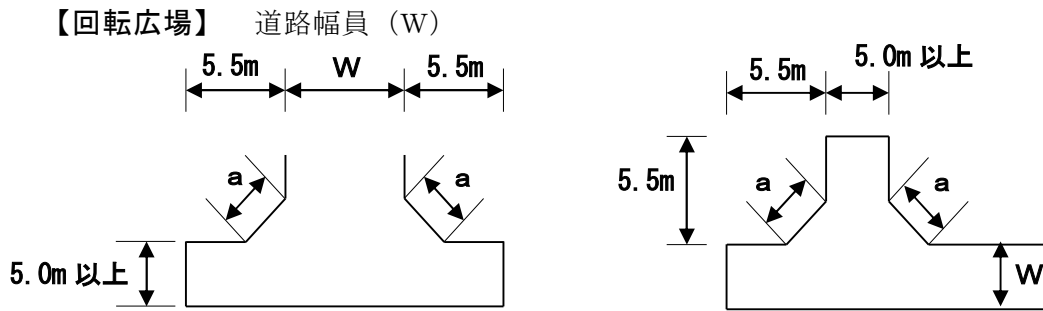 【回転広場】 道路幅員（W）
5.5m W 5.5m
a a
5.0m 以上
5.5m 5.0m 以上
5.5m
a a
W